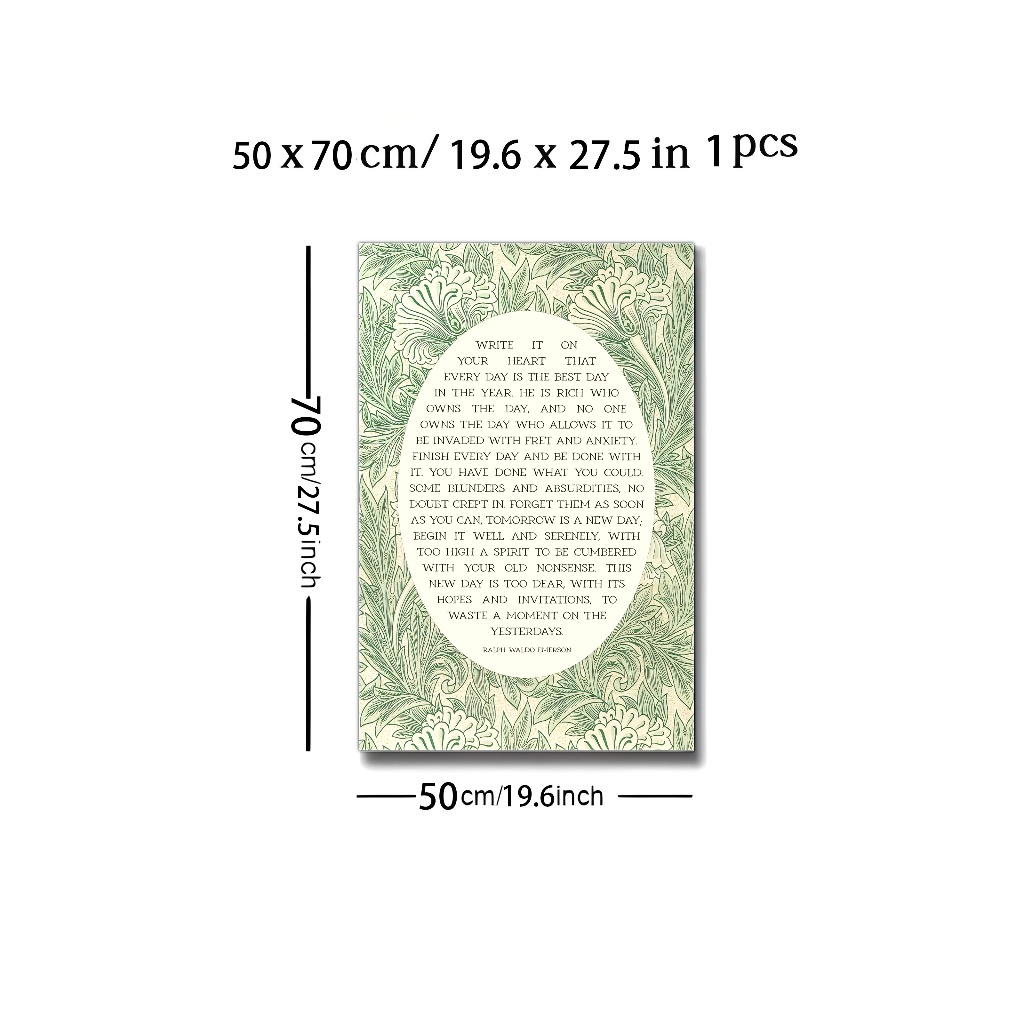 50 x 70 cm/ 19.6 x 27.5 in 1 pcs
WRITE IT ON
YOUR HEART THAT
EVERY DAY IS THE BEST DAY
IN THE YEAR. HE IS RICH WHO
OWNS THE DAY, AND NO ONE
OWNS THE DAY WHO ALLOWS IT TO
BE INVADED WITH FRET AND ANXIETY.
FINISH EVERY DAY AND BE DONE WITH
IT. YOU HAVE DONE WHAT YOU COULD.
SOME BLUNDERS AND ABSURDITIES, NO
DOUBT CREPT IN. FORGET THEM AS SOON
AS YOU CAN, TOMORROW IS A NEW DAY;
BEGIN IT WELL AND SERENELY, WITH
TOO HIGH A SPIRIT TO BE CUMBERED
WITH YOUR OLD NONSENSE. THIS
NEW DAY IS TOO DEAR, WITH ITS
HOPES AND INVITATIONS, TO
WASTE A MOMENT ON THE
YESTERDAYS.
RALPH WALDO EMERSON
70cm/27.5inch
50cm/19.6inch